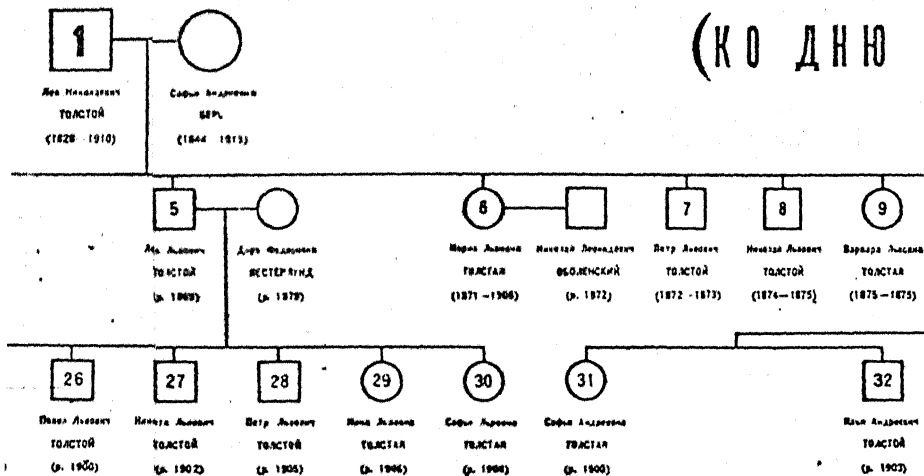 (КО ДНЮ
1
Лев Николаевич
ТОЛСТОЙ
(1828-1910)
Софья Андреевна
БЕРС
(1844 1919)
5
6
7
8
9
Лев Львович
ТОЛСТОЙ
(р. 1869)
Дора Федоровна
ВЕСТЕРЛУНД
(р. 1878)
Мария Львовна
ТОЛСТАЯ
(1871-1906)
Николай Леонидович
ОБОЛЕНСКИЙ
(р. 1872)
Петр Львович
ТОЛСТОЙ
(1872-1873)
Николай Львович
ТОЛСТОЙ
(1874-1875)
Варвара Львовна
ТОЛСТАЯ
(1875-1875)
26
27
28
29
30
31
32
Павел Львович
ТОЛСТОЙ
(р. 1900)
Никита Львович
ТОЛСТОЙ
(р. 1902)
Петр Львович
ТОЛСТОЙ
(р. 1905)
Нина Львовна
ТОЛСТАЯ
(р. 1906)
Софья Львовна
ТОЛСТАЯ
(р. 1908)
Софья Андреевна
ТОЛСТАЯ
(р. 1900)
Илья Андреевич
ТОЛСТОЙ
(р. 1903)